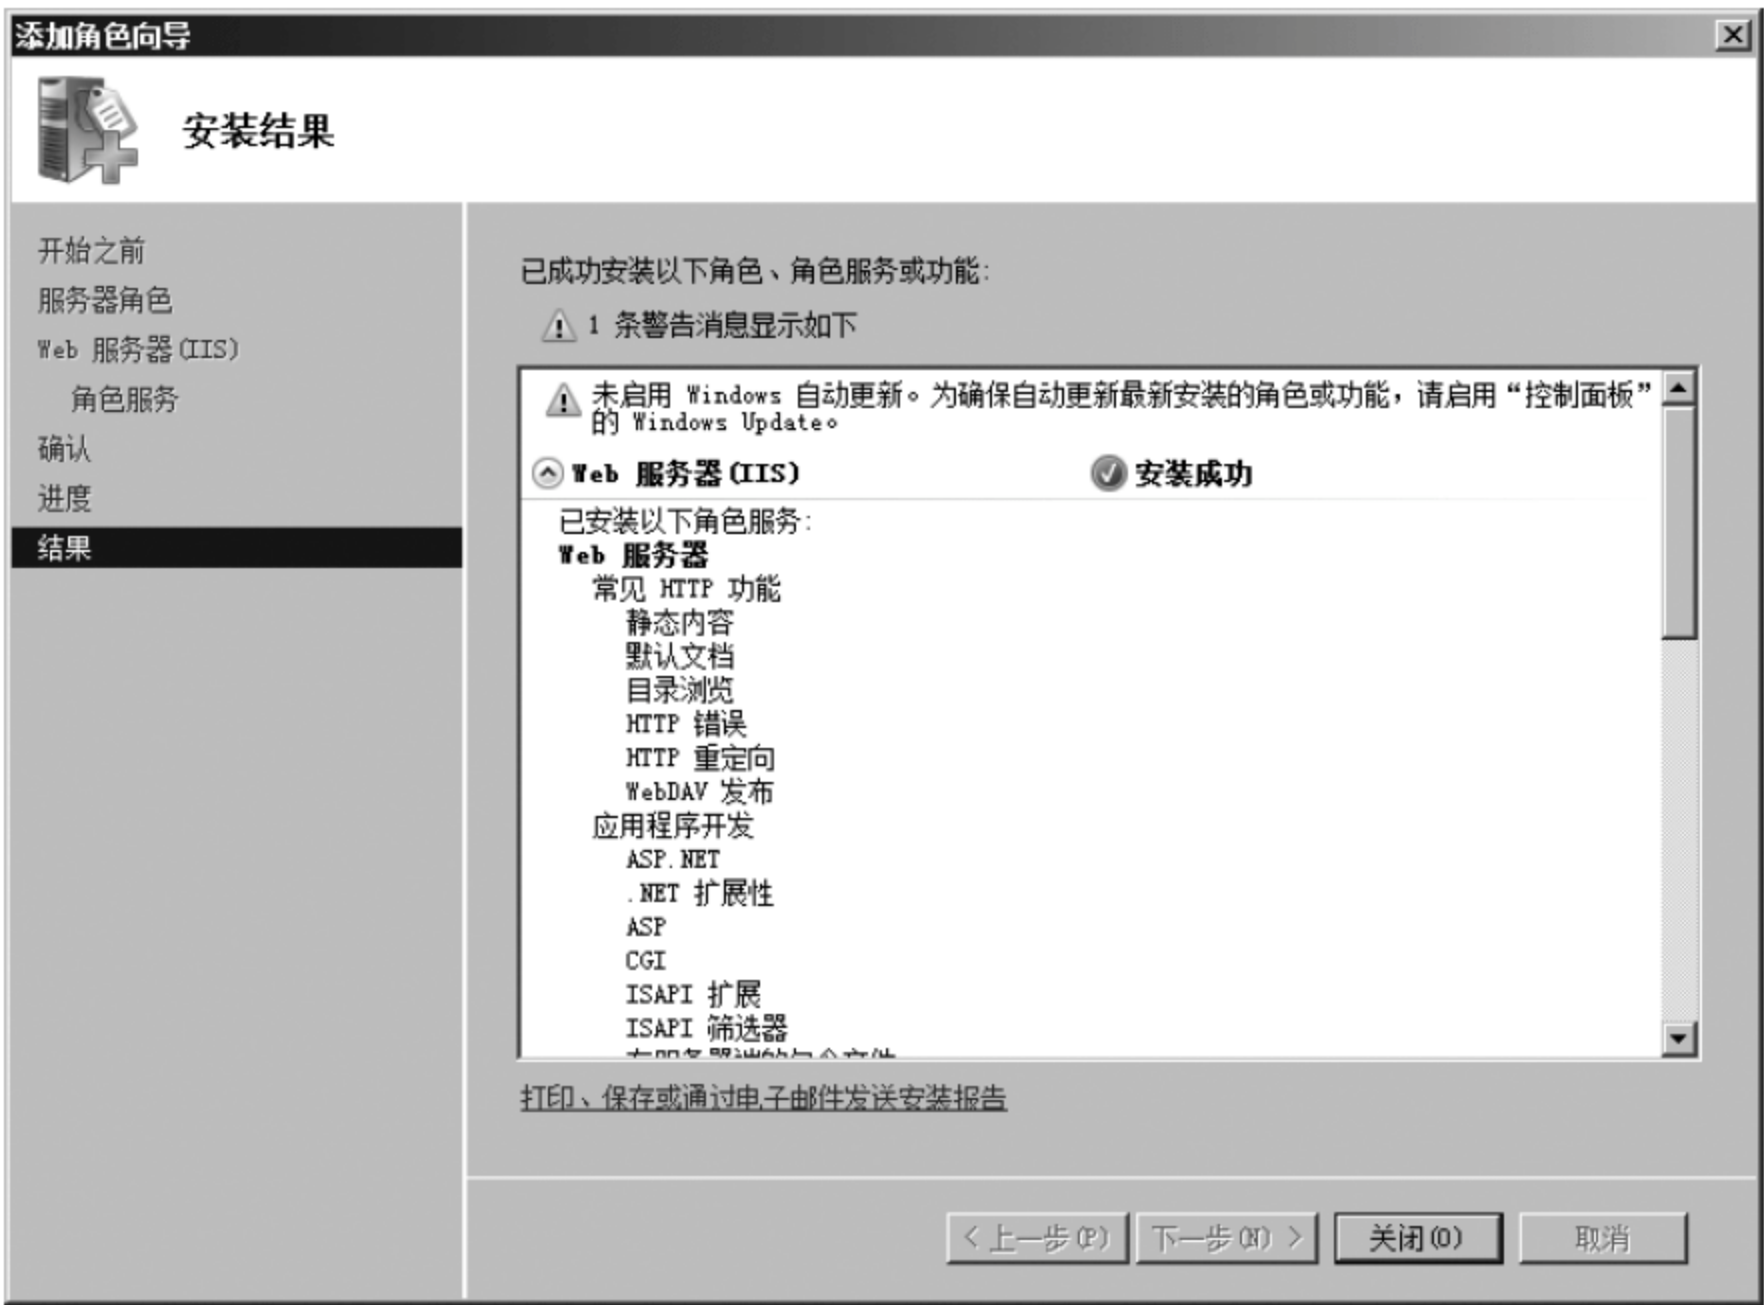 添加角色向导
安装结果
开始之前
服务器角色
Web 服务器(IIS)
角色服务
确认
进度
结果
已成功安装以下角色、角色服务或功能:
1 条警告消息显示如下
未启用 Windows 自动更新。为确保自动更新最新安装的角色或功能，请启用“控制面板”
的 Windows Update。
Web 服务器(IIS) 安装成功
已安装以下角色服务:
Web 服务器
常见 HTTP 功能
静态内容
默认文档
目录浏览
HTTP 错误
HTTP 重定向
WebDAV 发布
应用程序开发
ASP.NET
.NET 扩展性
ASP
CGI
ISAPI 扩展
ISAPI 筛选器
打印、保存或通过电子邮件发送安装报告
< 上一步(P) 下一步(N) > 关闭(O) 取消